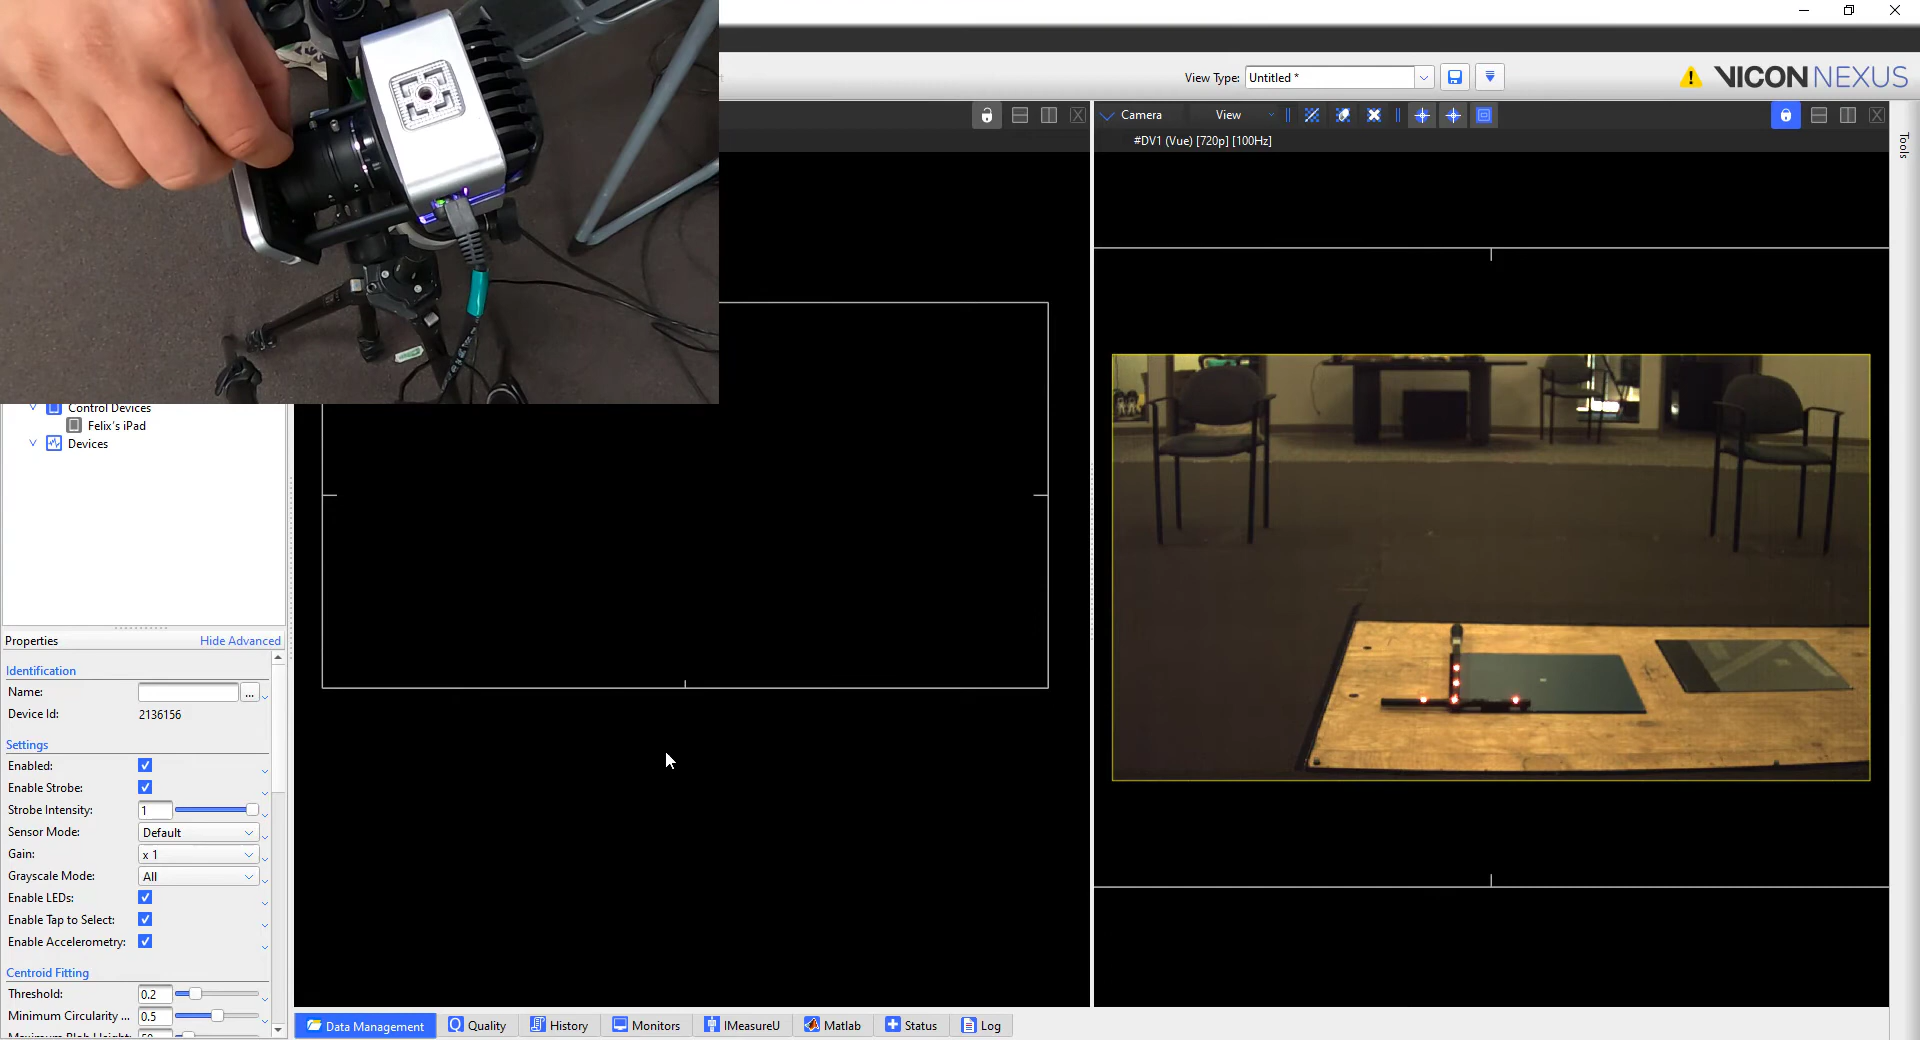 View Type:
Untitled *
VICON NEXUS
Camera
View
Tools
#DV1 (Vue) [720p] [100Hz]
Control Devices
Felix's iPad
Devices
Properties
Hide Advanced
Identification
Name:
...
Device Id:
2136156
Settings
Enabled:
Enable Strobe:
Strobe Intensity:
1
Sensor Mode:
Default
Gain:
x 1
Grayscale Mode:
All
Enable LEDs:
Enable Tap to Select:
Enable Accelerometry:
Centroid Fitting
Threshold:
0.2
Minimum Circularity ...
0.5
Data Management
Quality
History
Monitors
IMeasureU
Matlab
Status
Log